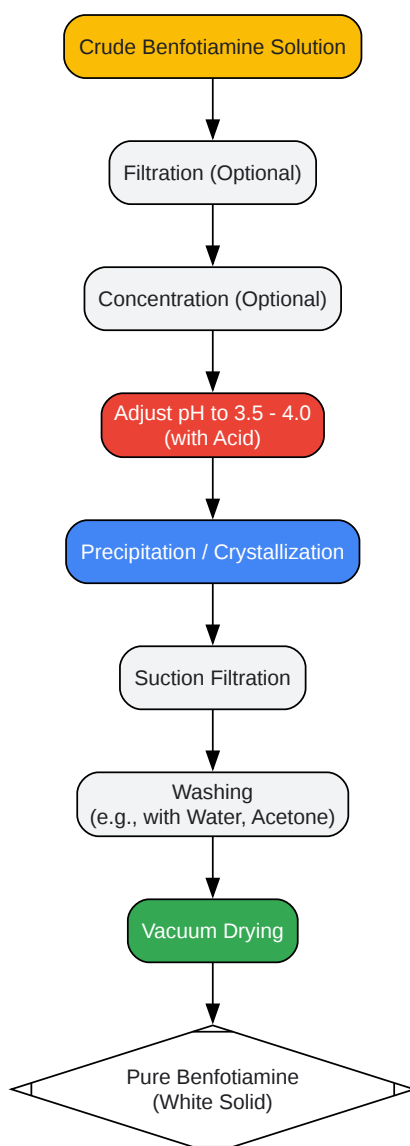 Crude Benfotiamine Solution
Filtration (Optional)
Concentration (Optional)
Adjust pH to 3.5 - 4.0
(with Acid)
Precipitation / Crystallization
Suction Filtration
Washing
(e.g., with Water, Acetone)
Vacuum Drying
Pure Benfotiamine
(White Solid)